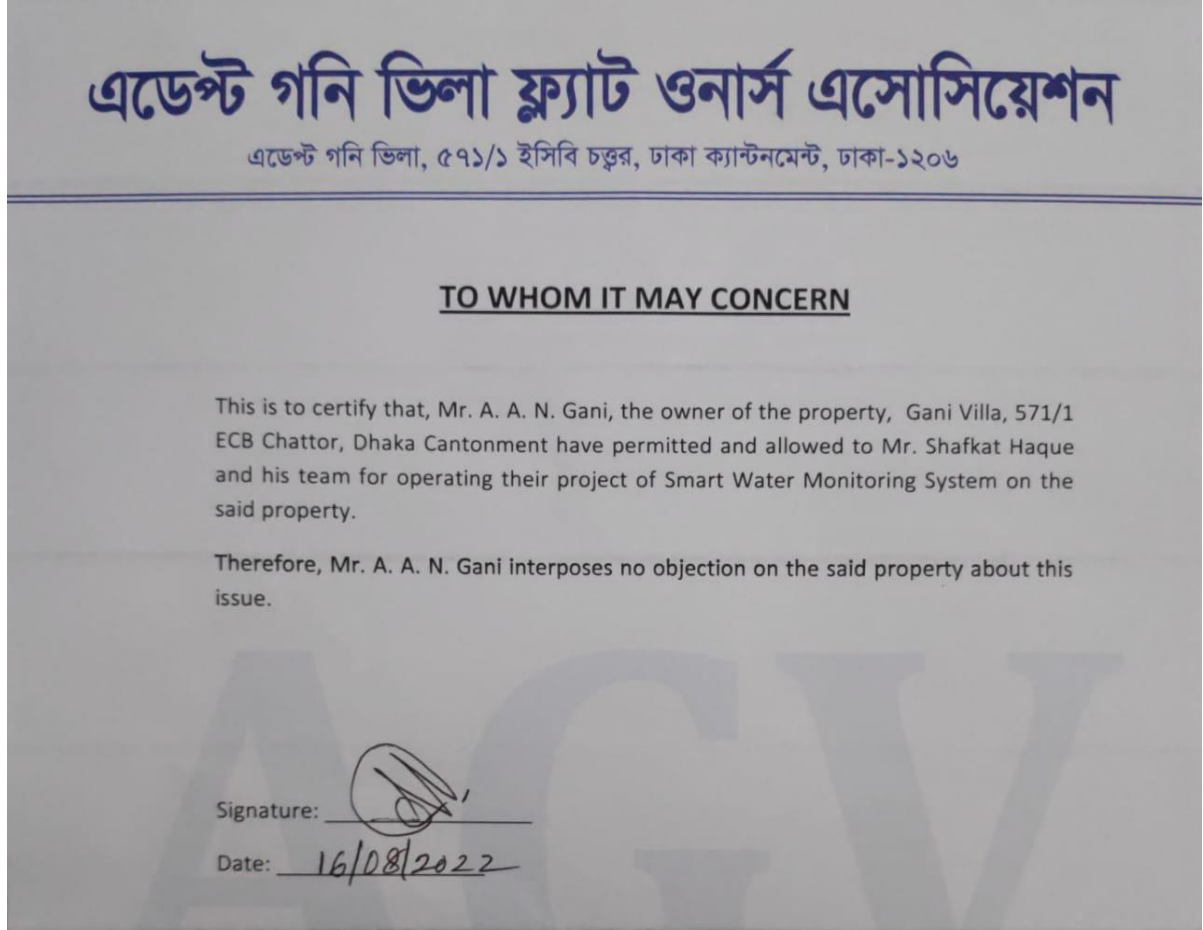 এডেপ্ট গনি ভিলা ফ্ল্যাট ওনার্স এসোসিয়েশন
এডেপ্ট গনি ভিলা, ৫৭১/১ ইসিবি চত্ত্বর, ঢাকা ক্যান্টনমেন্ট, ঢাকা-১২০৬
TO WHOM IT MAY CONCERN
This is to certify that, Mr. A. A. N. Gani, the owner of the property, Gani Villa, 571/1
ECB Chattor, Dhaka Cantonment have permitted and allowed to Mr. Shafkat Haque
and his team for operating their project of Smart Water Monitoring System on the
said property.
Therefore, Mr. A. A. N. Gani interposes no objection on the said property about this
issue.
AGV
Signature:
Date: 16/08/2022